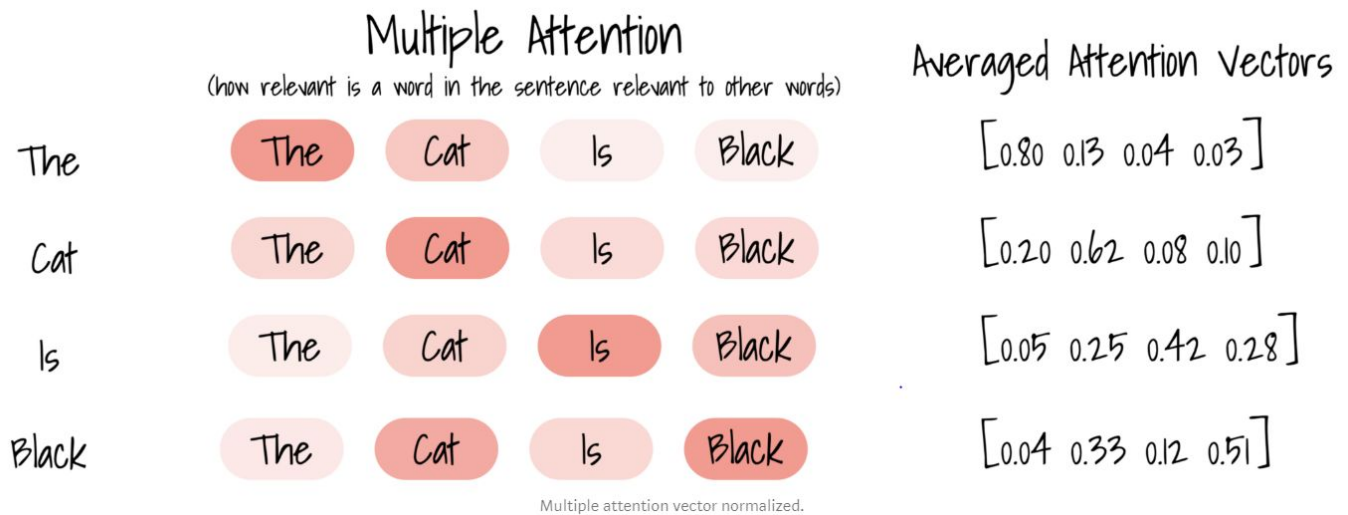 Multiple Attention
(how relevant is a word in the sentence relevant to other words)
Averaged Attention Vectors
The The Cat Is Black [0.80 0.13 0.04 0.03]
Cat The Cat Is Black [0.20 0.62 0.08 0.10]
Is The Cat Is Black [0.05 0.25 0.42 0.28]
Black The Cat Is Black [0.04 0.33 0.12 0.51]
Multiple attention vector normalized.